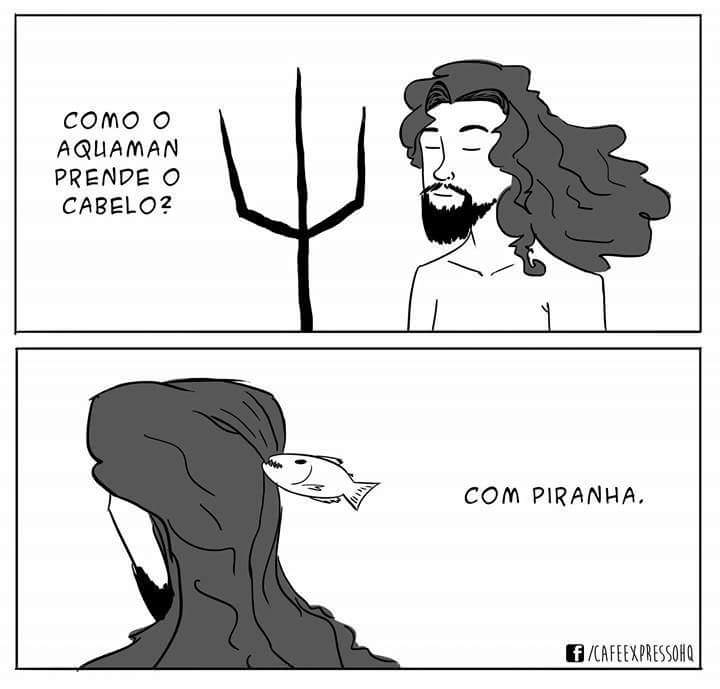 COMO O
AQUAMAN
PRENDE O
CABELO?
COM PIRANHA.
f /CAFEEXPRESSOHQ